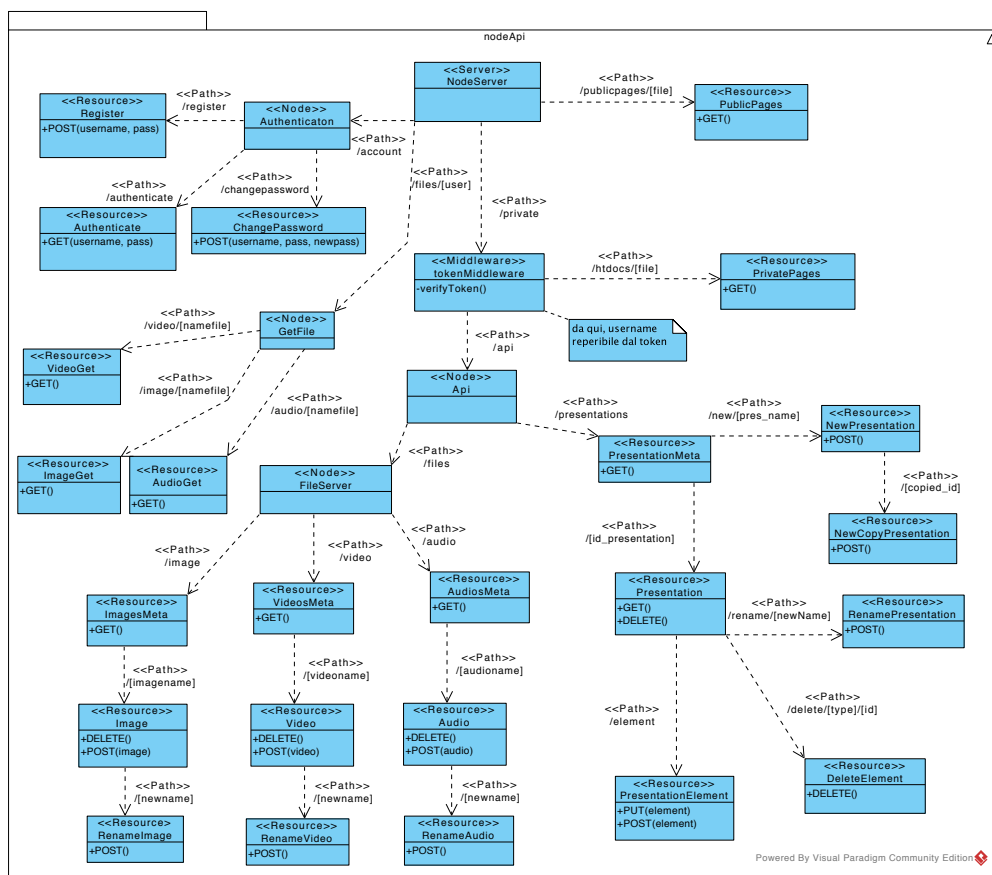 nodeApi
<<Server>>
NodeServer
<<Path>>
/publicpages/[file]
<<Resource>>
PublicPages
+GET()
<<Resource>>
Register
+POST(username, pass)
<<Path>>
/register
<<Node>>
Authenticaton
<<Path>>
/account
<<Path>>
/authenticate
<<Path>>
/changepassword
<<Path>>
/files/[user]
<<Path>>
/private
<<Resource>>
Authenticate
+GET(username, pass)
<<Resource>>
ChangePassword
+POST(username, pass, newpass)
<<Middleware>>
tokenMiddleware
-verifyToken()
<<Path>>
/htdocs/[file]
<<Resource>>
PrivatePages
+GET()
da qui, username
reperibile dal token
<<Node>>
GetFile
<<Path>>
/video/[namefile]
<<Resource>>
VideoGet
+GET()
<<Path>>
/image/[namefile]
<<Path>>
/audio/[namefile]
<<Path>>
/api
<<Node>>
Api
<<Path>>
/presentations
<<Path>>
/new/[pres_name]
<<Resource>>
NewPresentation
+POST()
<<Resource>>
ImageGet
+GET()
<<Resource>>
AudioGet
+GET()
<<Path>>
/files
<<Node>>
FileServer
<<Resource>>
PresentationMeta
+GET()
<<Path>>
/[copied_id]
<<Resource>>
NewCopyPresentation
+POST()
<<Path>>
/image
<<Path>>
/video
<<Path>>
/audio
<<Path>>
/[id_presentation]
<<Resource>>
ImagesMeta
+GET()
<<Resource>>
VideosMeta
+GET()
<<Resource>>
AudiosMeta
+GET()
<<Resource>>
Presentation
+GET()
+DELETE()
<<Path>>
/rename/[newName]
<<Resource>>
RenamePresentation
+POST()
<<Path>>
/[imagename]
<<Path>>
/[videoname]
<<Path>>
/[audioname]
<<Path>>
/element
<<Path>>
/delete/[type]/[id]
<<Resource>>
Image
+DELETE()
+POST(image)
<<Resource>>
Video
+DELETE()
+POST(video)
<<Resource>>
Audio
+DELETE()
+POST(audio)
<<Path>>
/[newname]
<<Path>>
/[newname]
<<Path>>
/[newname]
<<Resource>>
PresentationElement
+PUT(element)
+POST(element)
<<Resource>>
DeleteElement
+DELETE()
<<Resource>>
RenameImage
+POST()
<<Resource>>
RenameVideo
+POST()
<<Resource>>
RenameAudio
+POST()
Powered By Visual Paradigm Community Edition